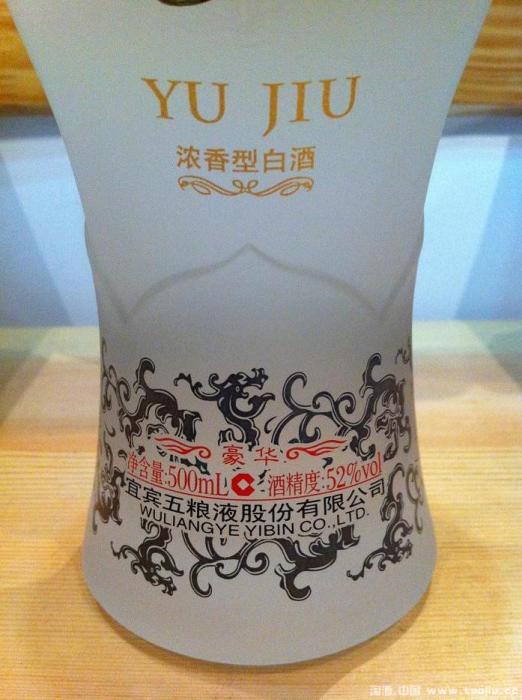 YU JIU
浓香型白酒
豪华
净含量:500mL 酒精度:52%vol
宜宾五粮液股份有限公司
WULIANGYE YIBIN CO.,LTD.
淘酒.中国 www.taojiu.cc